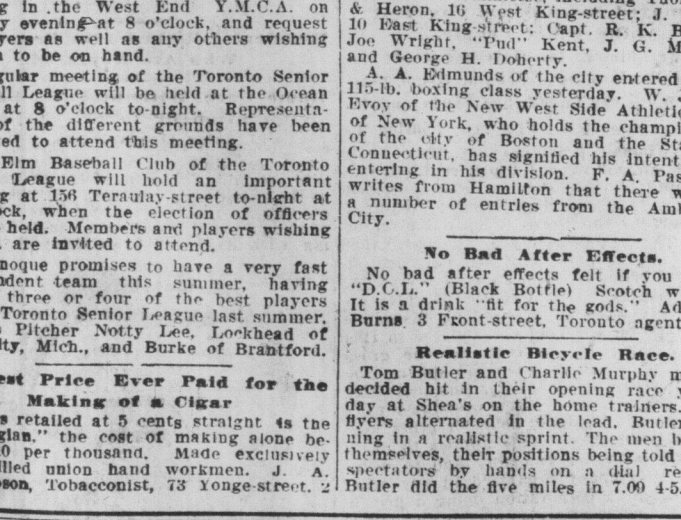 g in the West End Y.M.C.A. on
y evening at 8 o'clock, and request
yers as well as any others wishing
to be on hand.
gular meeting of the Toronto Senior
ll League will be held at the Ocean
at 8 o'clock to-night. Representa-
of the different grounds have been
ed to attend this meeting.
Elm Baseball Club of the Toronto
League will hold an important
g at 156 Teraulay-street to-night at
ock, when the election of officers
held. Members and players wishing
are invited to attend.
noque promises to have a very fast
ndent team this summer, having
three or four of the best players
Toronto Senior League last summer,
Pitcher Notty Lee, Lockhead of
ity, Mich., and Burke of Brantford.
est Price Ever Paid for the
Making of a Cigar
s retailed at 5 cents straight is the
gian," the cost of making alone be-
0 per thousand. Made exclusively
illed union hand workmen. J. A.
son, Tobacconist, 73 Yonge-street. 2
& Heron, 16 West King-street; J.
10 East King-street; Capt. R. K. B
Joe Wright, "Pud" Kent, J. G. M
and George H. Doherty.
A. A. Edmunds of the city entered
115-lb. boxing class yesterday. W. J
Evoy of the New West Side Athletic
of New York, who holds the champi
of the city of Boston and the Sta
Connecticut, has signified his intent
entering in his division. F. A. Pas
writes from Hamilton that there w
a number of entries from the Amb
City.
No Bad After Effects.
No bad after effects felt if you
"D.C.L." (Black Bottle) Scotch w
It is a drink "fit for the gods." Ad
Burns 3 Front-street, Toronto agent
Realistic Bicycle Race.
Tom Butler and Charlie Murphy m
decided hit in their opening race y
day at Shea's on the home trainers.
flyers alternated in the lead. Butler
ning in a realistic sprint. The men b
themselves, their positions being told
spectators by hands on a dial re
Butler did the five miles in 7.00 4-5.